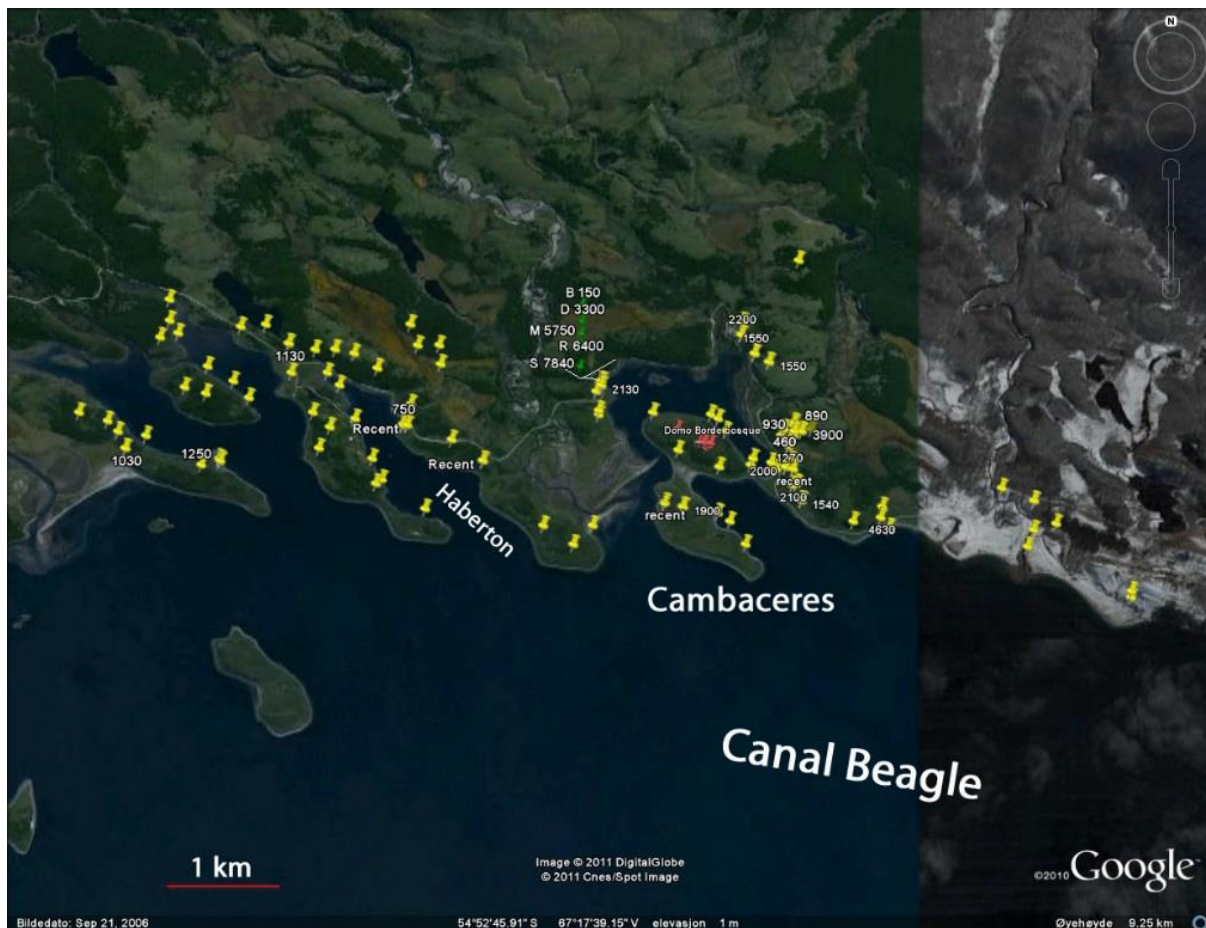 N
B 150
D 3300
M 5750
R 6400
S 7840
2200
1550
1550
1130
2130
750
Recent
890
930
Domo Bordebosque
3900
460
1030
1250
Recent
1270
2000
recent
2100
1540
recent
1900
4630
Haberton
Cambaceres
Canal Beagle
1 km
Image © 2011 DigitalGlobe
© 2011 Cnes/Spot Image
©2010 Google
Bildedato: Sep 21, 2006 54°52'45.91" S 67°17'39.15" V elevasjon 1 m Øyehøyde 9.25 km